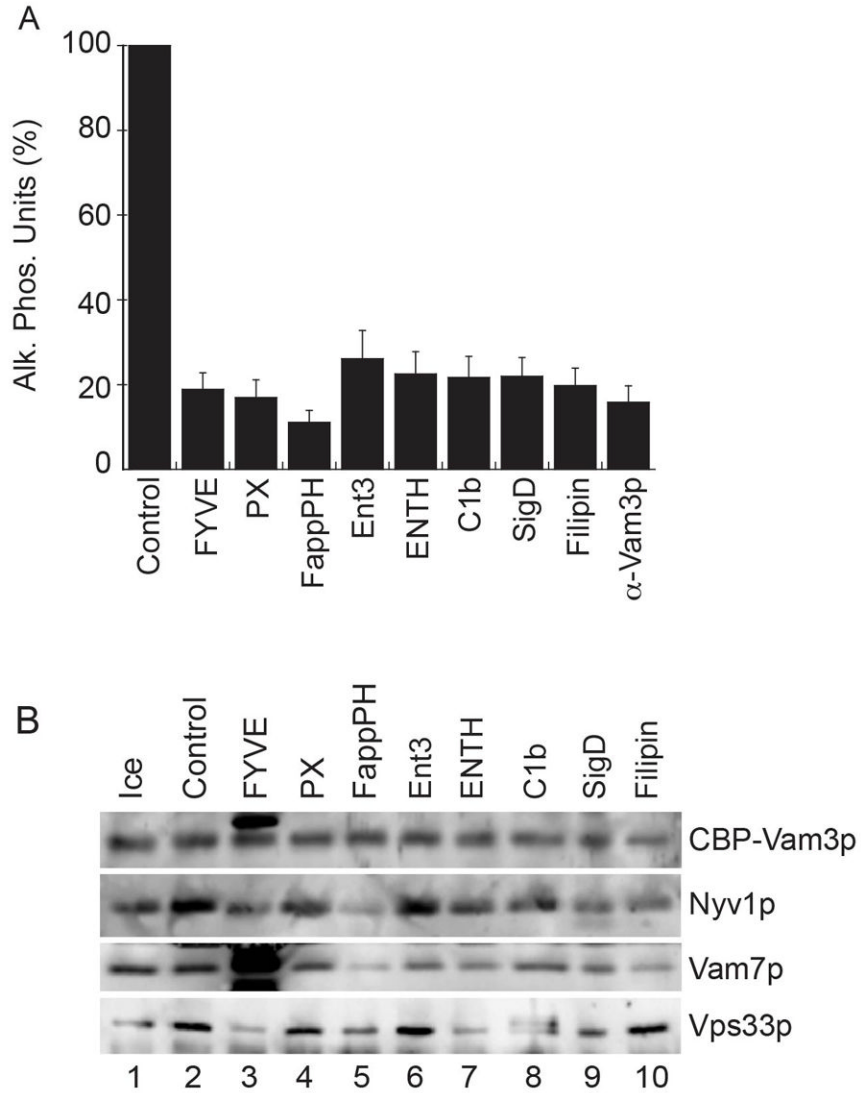 A
Alk. Phos. Units (%)
100
80
60
40
20
0
Control
FYVE
PX
FappPH
Ent3
ENTH
C1b
SigD
Filipin
α-Vam3p
B
Ice
Control
FYVE
PX
FappPH
Ent3
ENTH
C1b
SigD
Filipin
CBP-Vam3p
Nyv1p
Vam7p
Vps33p
1 2 3 4 5 6 7 8 9 10